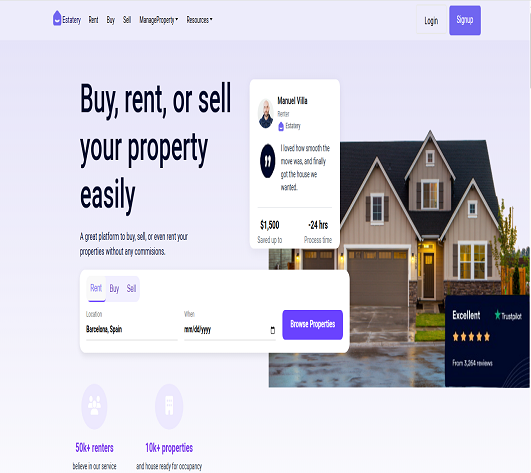 Estatery Rent Buy Sell ManageProperty Resources Login Signup
Buy, rent, or sell
your property
easily
A great platform to buy, sell, or even rent your
properties without any commisions.
Manuel Villa
Renter
Estatery
I loved how smooth the
move was, and finally
got the house we
wanted.
$1,500 -24 hrs
Saved up to Process time
Rent Buy Sell
Location When
Barcelona, Spain mm/dd/yyyy
Browse Properties
Excellent Trustpilot
From 3,264 reviews
50k+ renters 10k+ properties
believe in our service and house ready for occupancy